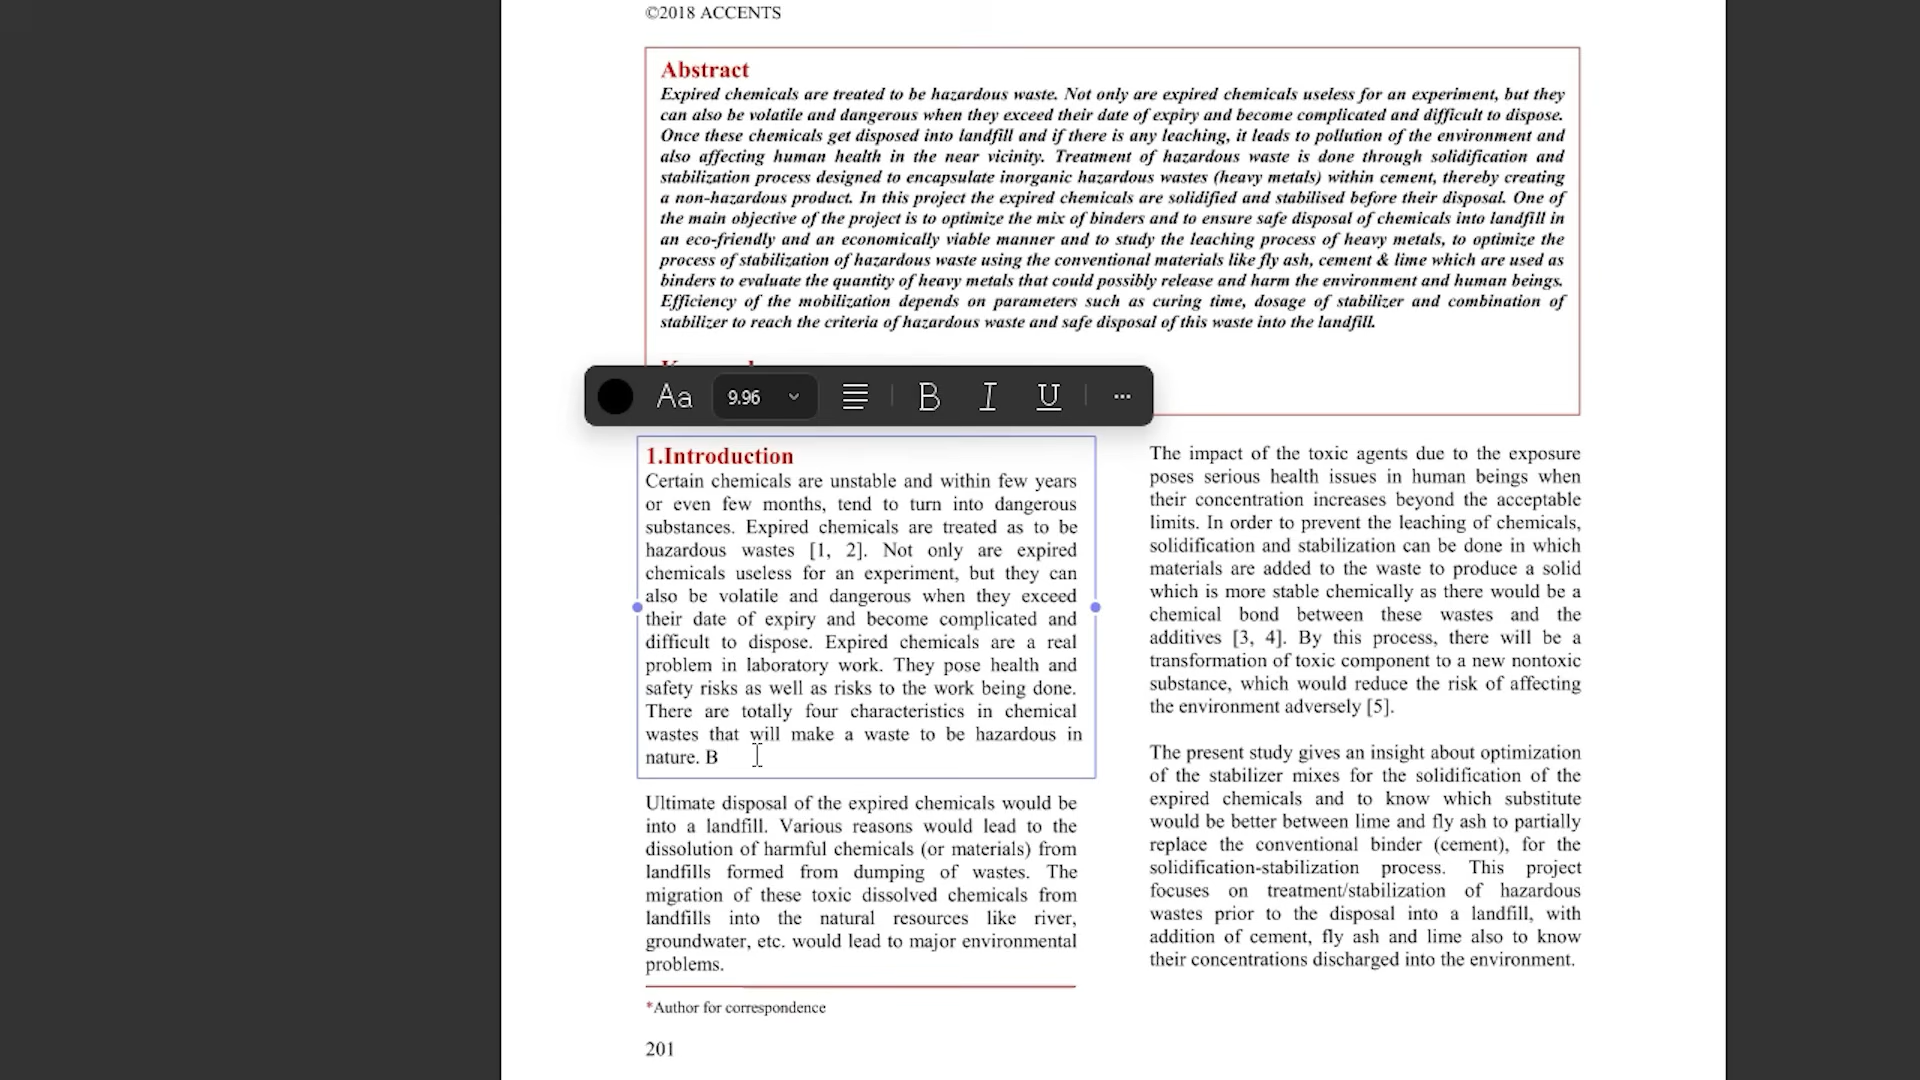 ©2018 ACCENTS
Abstract
Expired chemicals are treated to be hazardous waste. Not only are expired chemicals useless for an experiment, but they
can also be volatile and dangerous when they exceed their date of expiry and become complicated and difficult to dispose.
Once these chemicals get disposed into landfill and if there is any leaching, it leads to pollution of the environment and
also affecting human health in the near vicinity. Treatment of hazardous waste is done through solidification and
stabilization process designed to encapsulate inorganic hazardous wastes (heavy metals) within cement, thereby creating
a non-hazardous product. In this project the expired chemicals are solidified and stabilised before their disposal. One of
the main objective of the project is to optimize the mix of binders and to ensure safe disposal of chemicals into landfill in
an eco-friendly and an economically viable manner and to study the leaching process of heavy metals, to optimize the
process of stabilization of hazardous waste using the conventional materials like fly ash, cement & lime which are used as
binders to evaluate the quantity of heavy metals that could possibly release and harm the environment and human beings.
Efficiency of the mobilization depends on parameters such as curing time, dosage of stabilizer and combination of
stabilizer to reach the criteria of hazardous waste and safe disposal of this waste into the landfill.
Aa 9.96 B I U
1.Introduction
Certain chemicals are unstable and within few years
or even few months, tend to turn into dangerous
substances. Expired chemicals are treated as to be
hazardous wastes [1, 2]. Not only are expired
chemicals useless for an experiment, but they can
also be volatile and dangerous when they exceed
their date of expiry and become complicated and
difficult to dispose. Expired chemicals are a real
problem in laboratory work. They pose health and
safety risks as well as risks to the work being done.
There are totally four characteristics in chemical
wastes that will make a waste to be hazardous in
nature. B
Ultimate disposal of the expired chemicals would be
into a landfill. Various reasons would lead to the
dissolution of harmful chemicals (or materials) from
landfills formed from dumping of wastes. The
migration of these toxic dissolved chemicals from
landfills into the natural resources like river,
groundwater, etc. would lead to major environmental
problems.
*Author for correspondence
201
The impact of the toxic agents due to the exposure
poses serious health issues in human beings when
their concentration increases beyond the acceptable
limits. In order to prevent the leaching of chemicals,
solidification and stabilization can be done in which
materials are added to the waste to produce a solid
which is more stable chemically as there would be a
chemical bond between these wastes and the
additives [3, 4]. By this process, there will be a
transformation of toxic component to a new nontoxic
substance, which would reduce the risk of affecting
the environment adversely [5].
The present study gives an insight about optimization
of the stabilizer mixes for the solidification of the
expired chemicals and to know which substitute
would be better between lime and fly ash to partially
replace the conventional binder (cement), for the
solidification-stabilization process. This project
focuses on treatment/stabilization of hazardous
wastes prior to the disposal into a landfill, with
addition of cement, fly ash and lime also to know
their concentrations discharged into the environment.